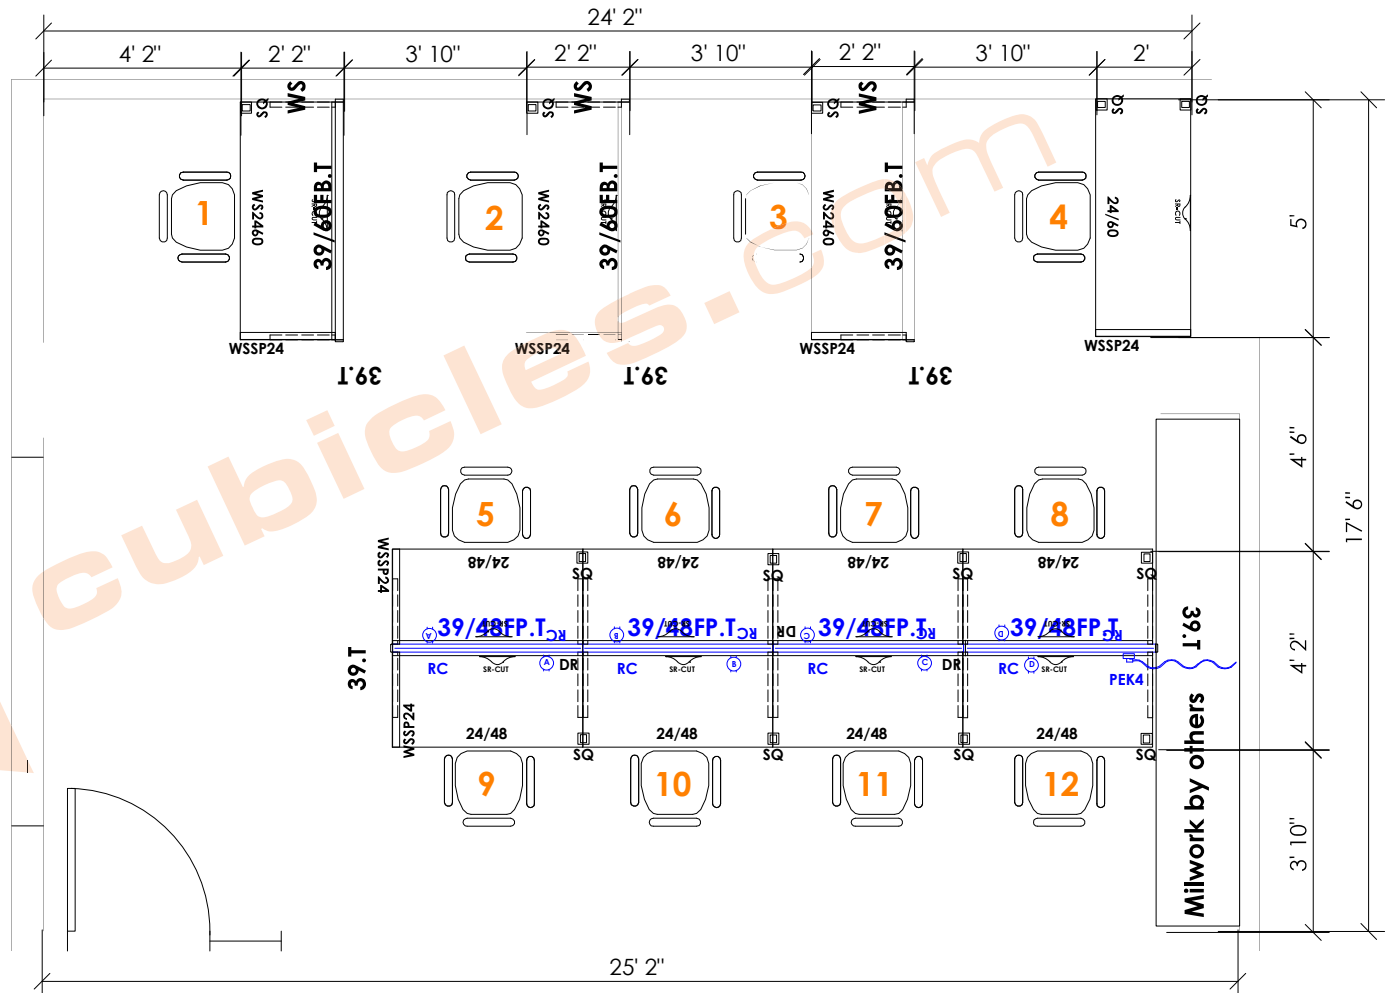 24' 2"
4' 2"
2' 2"
3' 10"
2' 2"
3' 10"
2' 2"
3' 10"
2'
SQ
WS
SQ
SQ
WS
SQ
SQ
1
WS2460
39/60FB.T
2
WS2460
39/60FB.T
3
WS2460
39/60FB.T
4
24/60
SR-CUT
5'
WSSP24
WSSP24
WSSP24
WSSP24
39.T
39.T
39.T
cubicles.com
4' 6"
17' 6"
5
6
7
8
WSSP24
24/48
24/48
24/48
24/48
SQ
SQ
SQ
SQ
A
39/48FP.T
RC
B
39/48FP.T
RC
DR
C
39/48FP.T
RC
D
39/48FP.T
RC
39.T
39.T
RC
SR-CUT
A
DR
RC
SR-CUT
B
RC
SR-CUT
C
DR
RC
D
SR-CUT
PEK4
4' 2"
WSSP24
24/48
24/48
24/48
24/48
SQ
SQ
SQ
SQ
9
10
11
12
Milwork by others
3' 10"
25' 2"